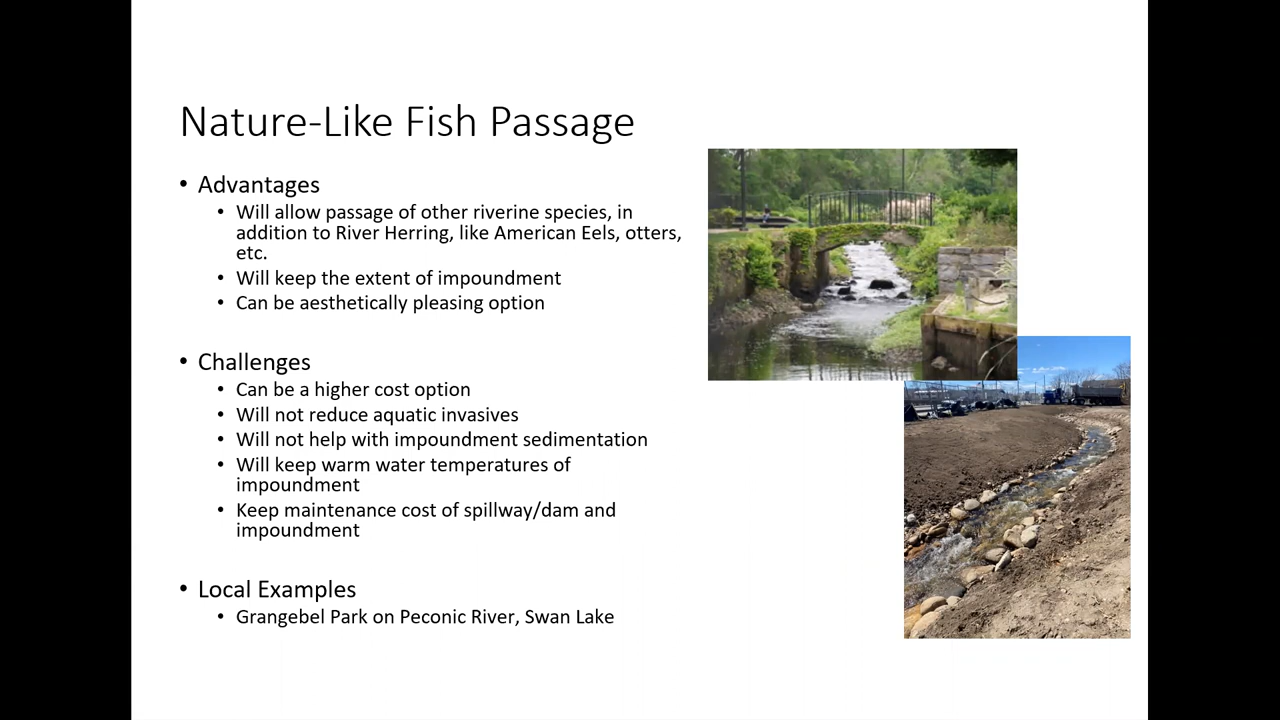 Nature-Like Fish Passage
• Advantages
• Will allow passage of other riverine species, in
addition to River Herring, like American Eels, otters,
etc.
• Will keep the extent of impoundment
• Can be aesthetically pleasing option
• Challenges
• Can be a higher cost option
• Will not reduce aquatic invasives
• Will not help with impoundment sedimentation
• Will keep warm water temperatures of
impoundment
• Keep maintenance cost of spillway/dam and
impoundment
• Local Examples
• Grangebel Park on Peconic River, Swan Lake